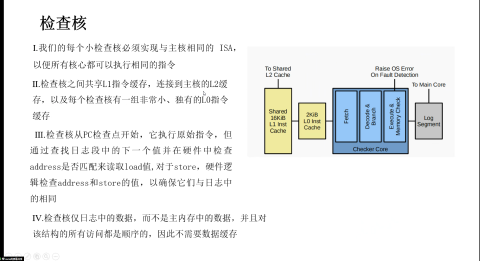 检查核
I.我们的每个小检查核必须实现与主核相同的 ISA,
以便所有核心都可以执行相同的指令
II.检查核之间共享L1指令缓存，连接到主核的L2缓
存，以及每个检查核有一组非常小、独有的L0指令
缓存
III.检查核从PC检查点开始，它执行原始指令，但
通过查找日志段中的下一个值并在硬件中检查
address是否匹配来读取load值,对于store，硬件逻
辑检查address和store的值，以确保它们与日志中
的相同
IV.检查核仅日志中的数据，而不是主内存中的数据，并且对
该结构的所有访问都是顺序的，因此不需要数据缓存
To Shared
L2 Cache
Raise OS Error
On Fault Detection
To Main Core
Shared
16KiB
L1 Inst
Cache
2KiB
L0 Inst
Cache
Fetch
Decode &
Branch
Execute &
Memory Check
Checker Core
Log
Segment